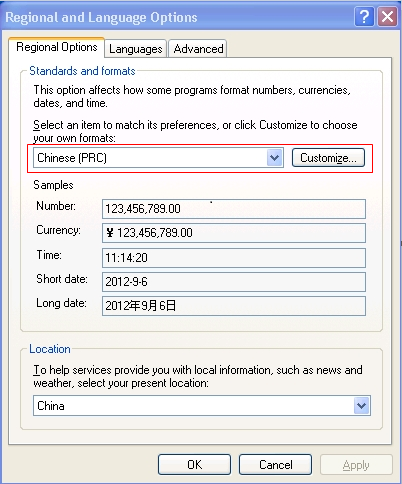 Regional and Language Options
Regional Options Languages Advanced
Standards and formats
This option affects how some programs format numbers, currencies,
dates, and time.
Select an item to match its preferences, or click Customize to choose
your own formats:
Chinese (PRC) Customize...
Samples
Number: 123,456,789.00
Currency: ¥ 123,456,789.00
Time: 11:14:20
Short date: 2012-9-6
Long date: 2012年9月6日
Location
To help services provide you with local information, such as news and
weather, select your present location:
China
OK Cancel Apply